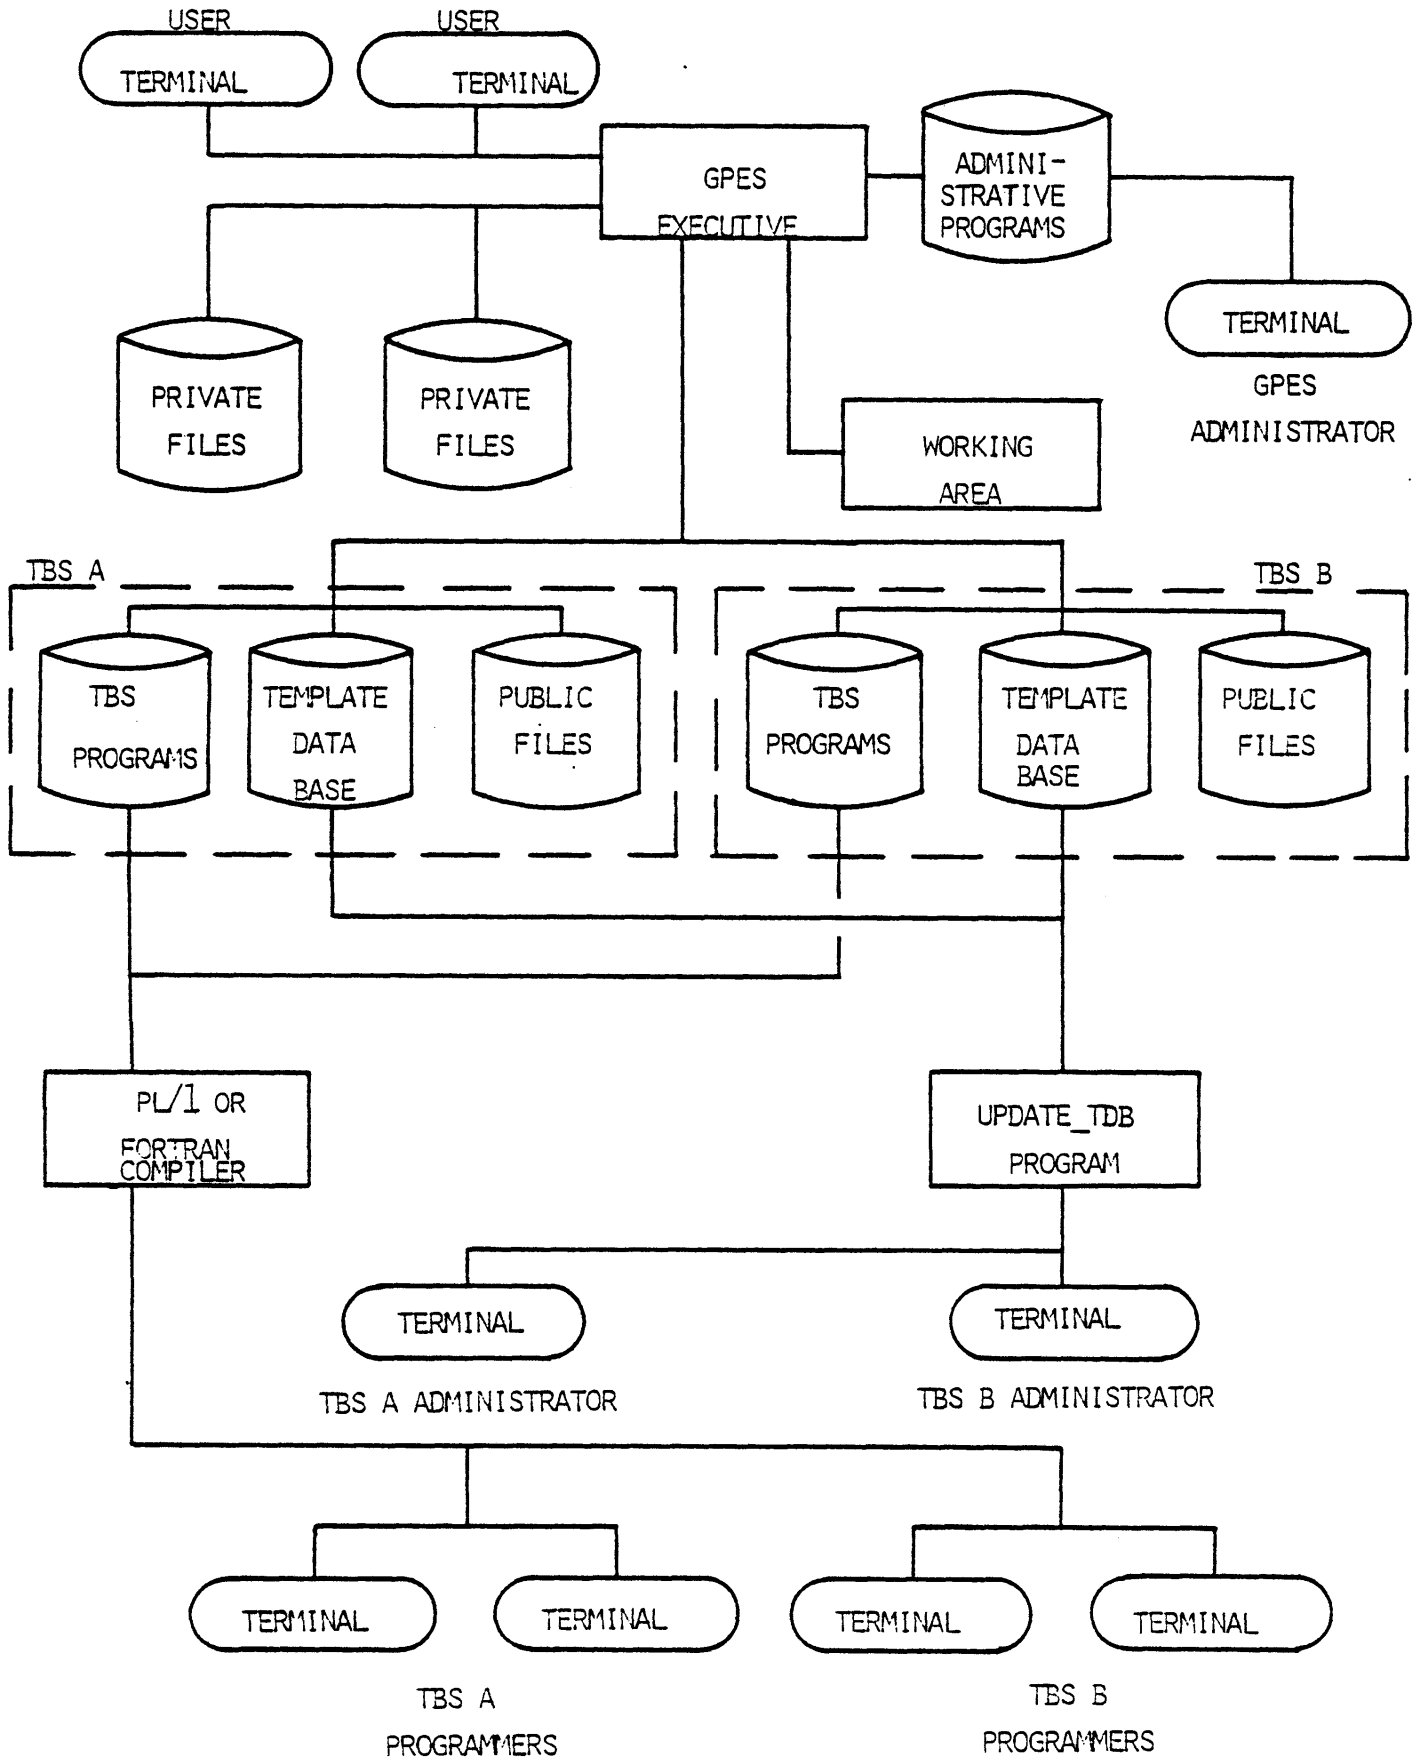 USER
USER
TERMINAL
TERMINAL
GPES
EXECUTIVE
ADMINI-
STRATIVE
PROGRAMS
TERMINAL
GPES
ADMINISTRATOR
PRIVATE
FILES
PRIVATE
FILES
WORKING
AREA
TBS A
TBS B
TBS
PROGRAMS
TEMPLATE
DATA
BASE
PUBLIC
FILES
TBS
PROGRAMS
TEMPLATE
DATA
BASE
PUBLIC
FILES
PL/1 OR
FORTRAN
COMPILER
UPDATE_TDB
PROGRAM
TERMINAL
TERMINAL
TBS A ADMINISTRATOR
TBS B ADMINISTRATOR
TERMINAL
TERMINAL
TERMINAL
TERMINAL
TBS A
PROGRAMMERS
TBS B
PROGRAMMERS